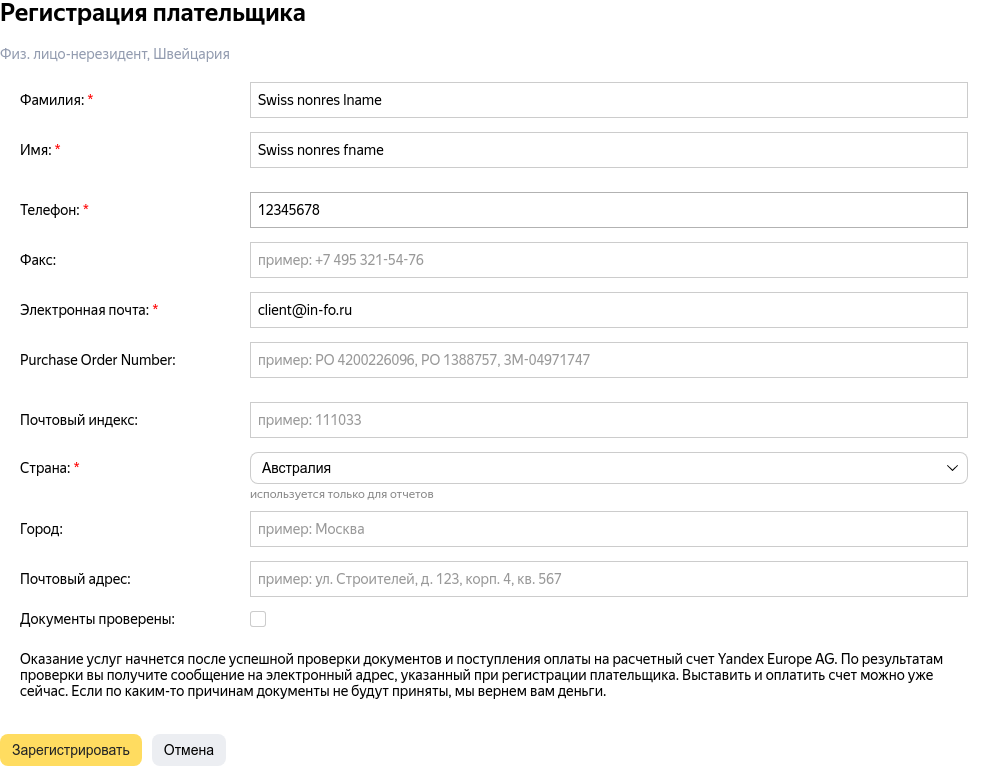 Регистрация плательщика
Физ. лицо-нерезидент, Швейцария
Фамилия: * Swiss nonres lname
Имя: * Swiss nonres fname
Телефон: * 12345678
Факс: пример: +7 495 321-54-76
Электронная почта: * client@in-fo.ru
Purchase Order Number: пример: PO 4200226096, PO 1388757, ЗМ-04971747
Почтовый индекс: пример: 111033
Страна: * Австралия
используется только для отчетов
Город: пример: Москва
Почтовый адрес: пример: ул. Строителей, д. 123, корп. 4, кв. 567
Документы проверены:
Оказание услуг начнется после успешной проверки документов и поступления оплаты на расчетный счет Yandex Europe AG. По результатам
проверки вы получите сообщение на электронный адрес, указанный при регистрации плательщика. Выставить и оплатить счет можно уже
сейчас. Если по каким-то причинам документы не будут приняты, мы вернем вам деньги.
Зарегистрировать Отмена